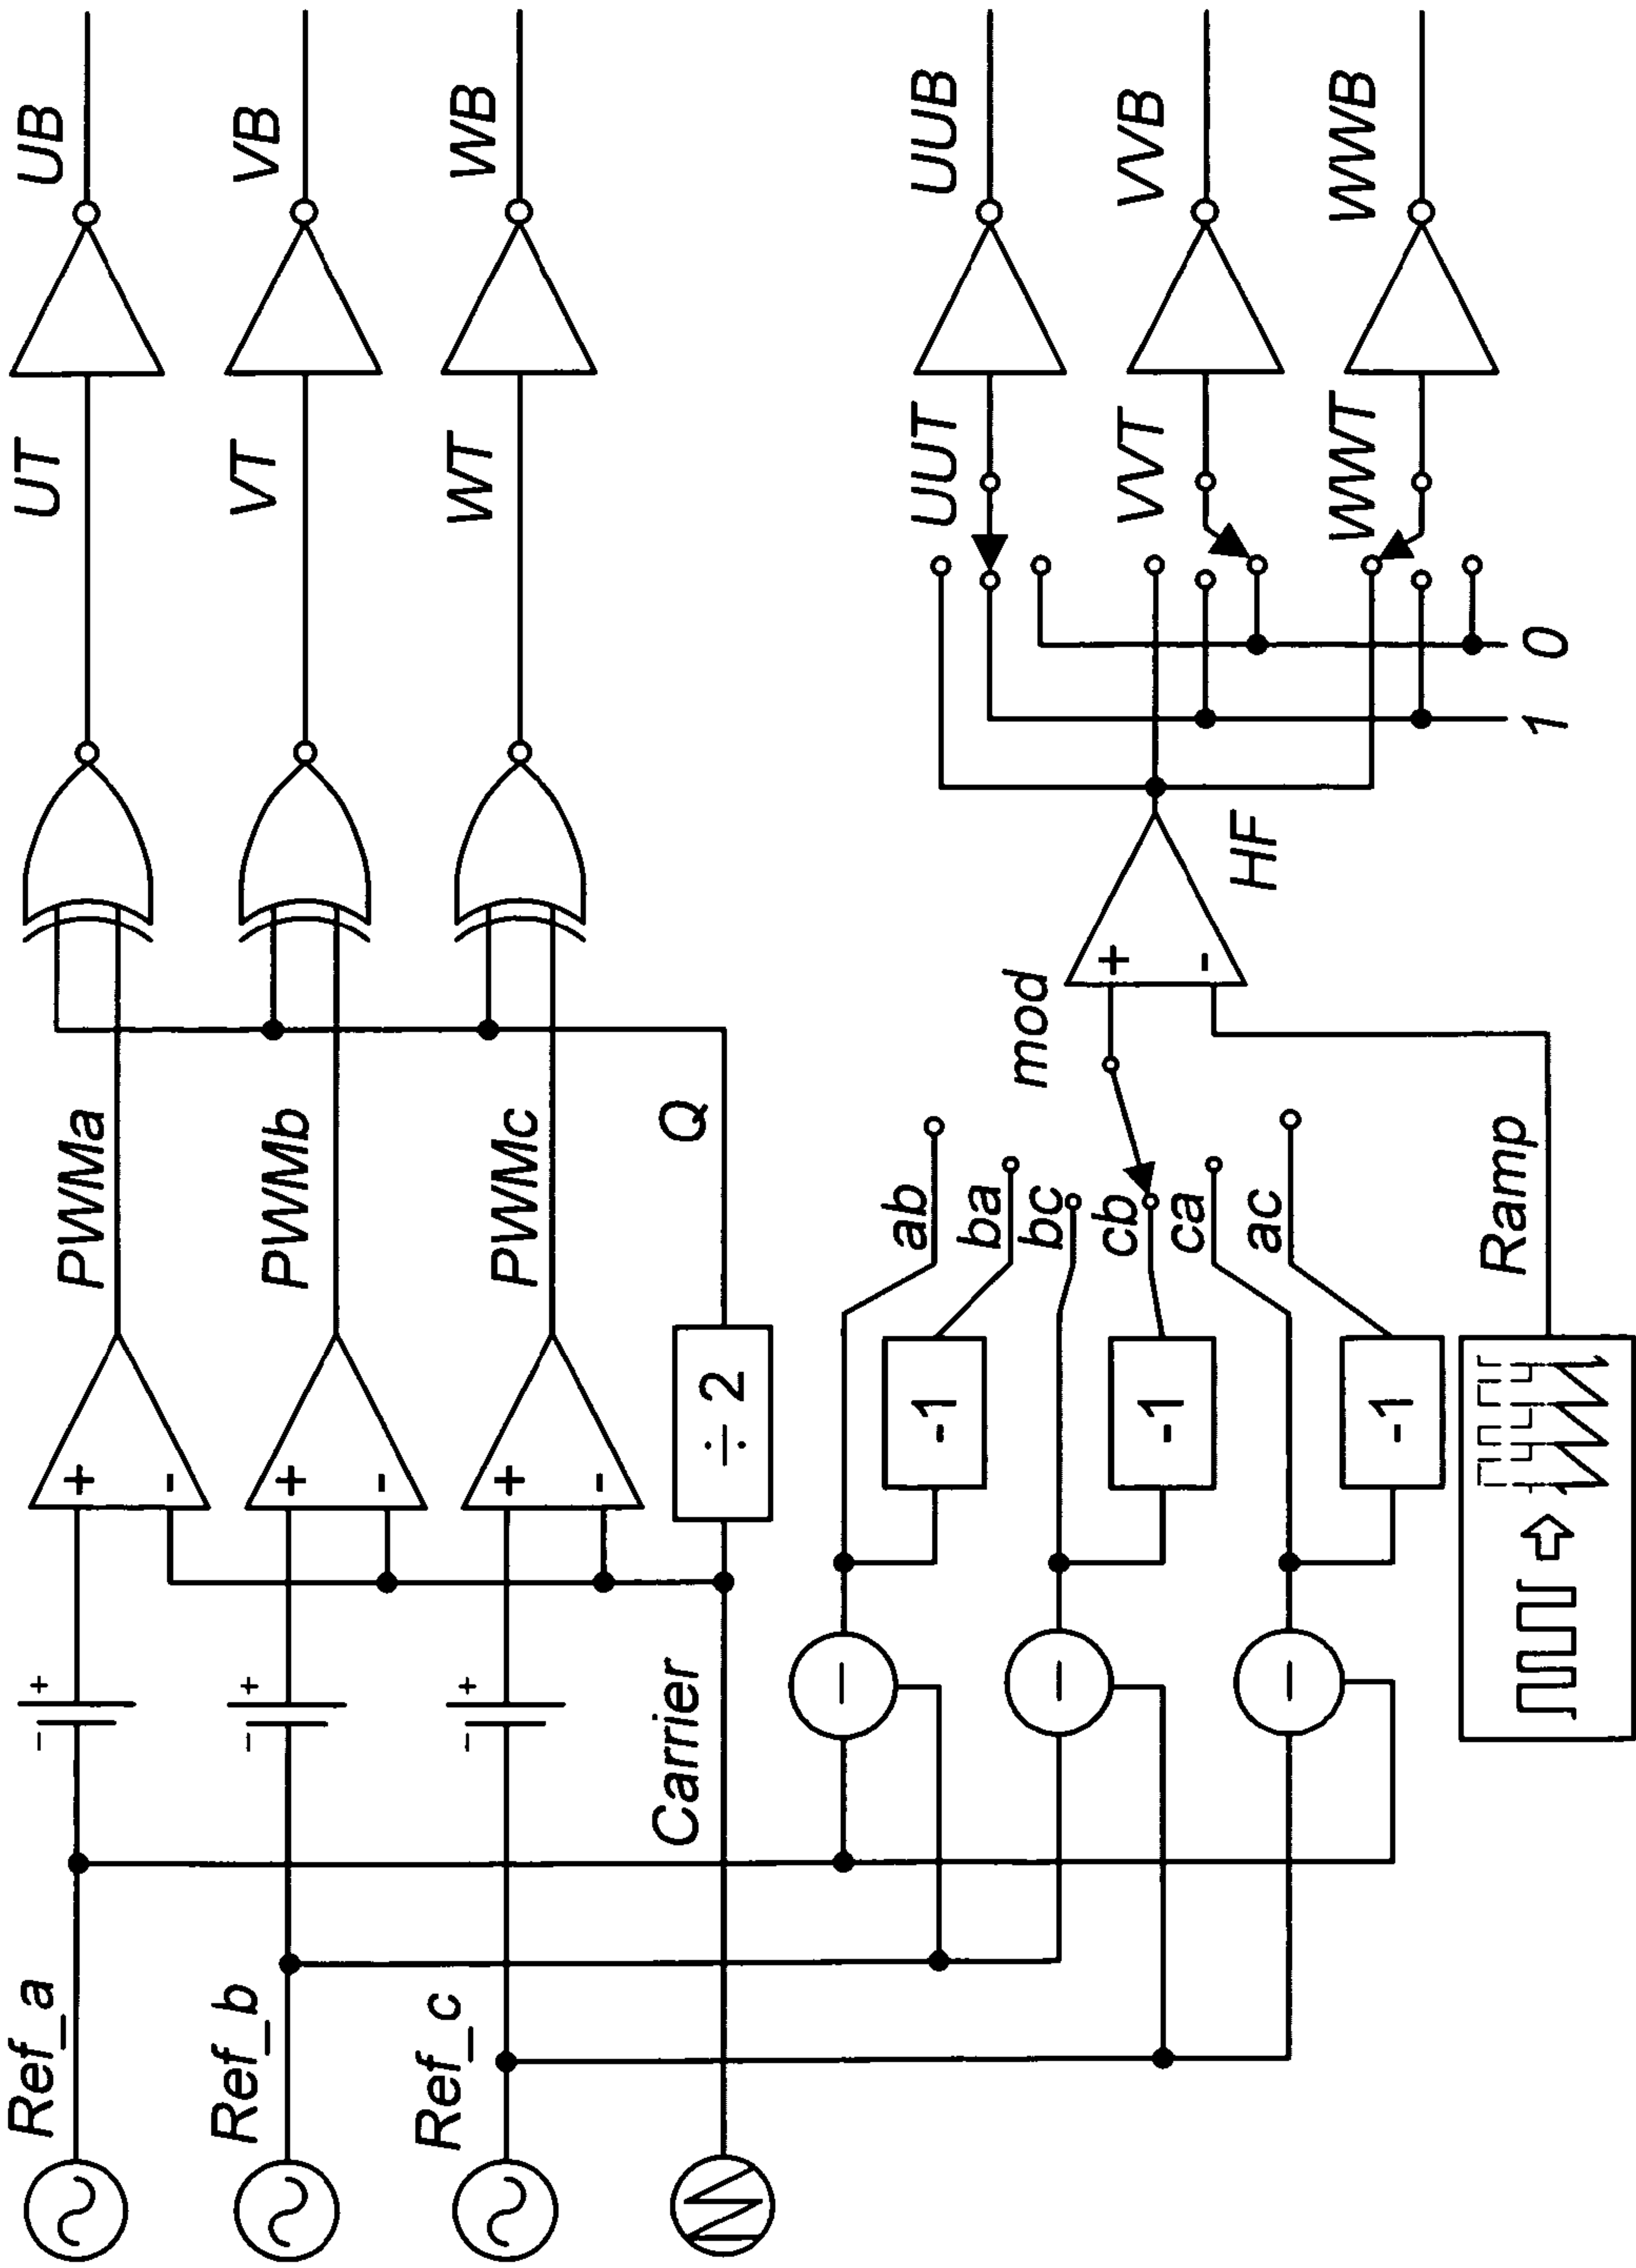 Ref_a
PWMa
UT
UB
Ref_b
PWMb
VT
VB
Ref_c
PWMc
WT
WB
Carrier
÷ 2
Q
− +
− +
− +
+
-
+
-
+
-
−
−
−
-1
-1
-1
ab
ba
bc
cb
ca
ac
mod
+
-
HF
Ramp
1
0
UUT
UUB
VVT
VVB
WWT
WWB